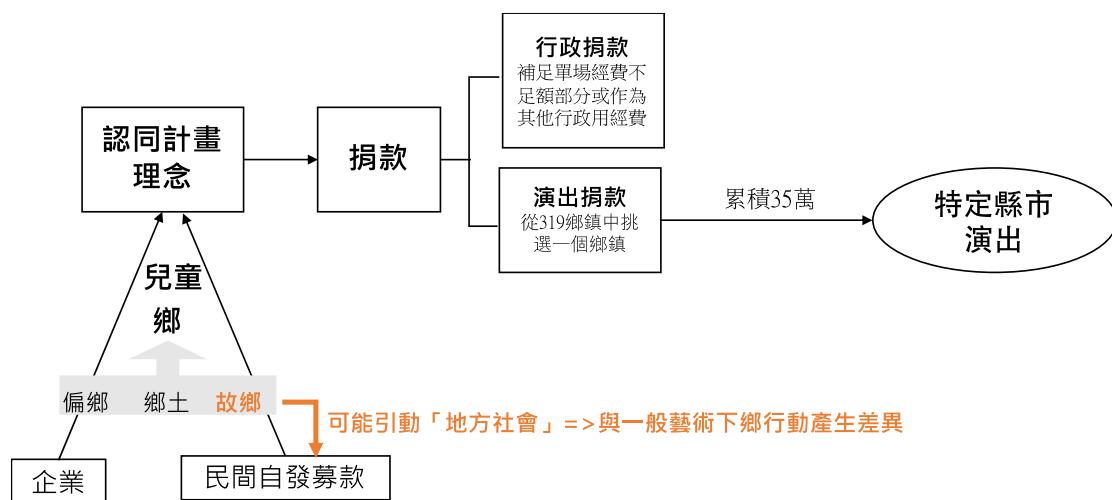 行政捐款
補足單場經費不
足額部分或作為
其他行政用經費
認同計畫
理念
捐款
演出捐款
從319鄉鎮中挑
選一個鄉鎮
累積35萬
特定縣市
演出
兒童
鄉
偏鄉 鄉土 故鄉
可能引動「地方社會」=>與一般藝術下鄉行動產生差異
企業
民間自發募款